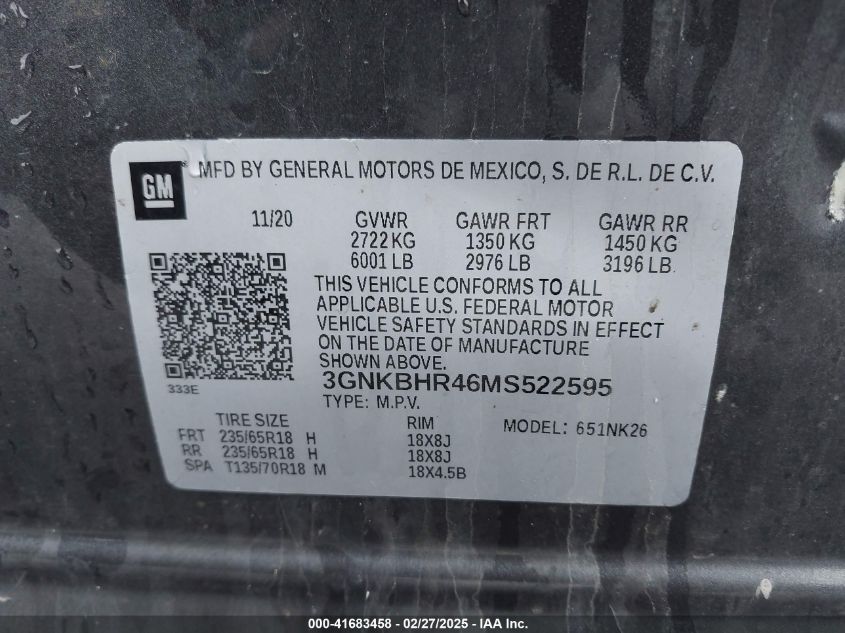 GM
MFD BY GENERAL MOTORS DE MEXICO, S. DE R.L. DE C.V.
11/20 GVWR GAWR FRT GAWR RR
2722 KG 1350 KG 1450 KG
6001 LB 2976 LB 3196 LB
THIS VEHICLE CONFORMS TO ALL
APPLICABLE U.S. FEDERAL MOTOR
VEHICLE SAFETY STANDARDS IN EFFECT
ON THE DATE OF MANUFACTURE
SHOWN ABOVE.
333E
3GNKBHR46MS522595
TYPE: M.P.V.
TIRE SIZE RIM MODEL: 651NK26
FRT 235/65R18 H 18X8J
RR 235/65R18 H 18X8J
SPA T135/70R18 M 18X4.5B
000-41683458 - 02/27/2025 - IAA Inc.